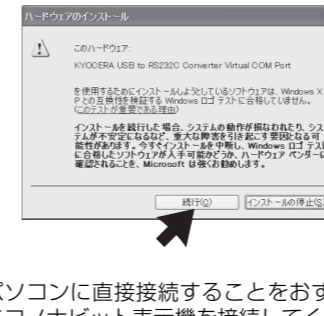 ハードウェアのインストール
このハードウェア:
KYOCERA USB to RS232C Converter Virtual COM Port
を使用するためにインストールしようとしているソフトウェアは、Windows X
P との互換性を検証する Windows ロゴ テストに合格していません。
(このテストが重要である理由)
インストールを続行した場合、システムの動作が損なわれたり、シス
テムが不安定になるなど、重大な障害を引き起こす要因となる可
能性があります。今すぐインストールを中断し、Windows ロゴ テス
に合格したソフトウェアが入手可能かどうか、ハードウェア ベンダーに
確認されることを、Microsoft は強くお勧めします。
続行(C) インストールの停止(S)
パソコンに直接接続することをおす
エコノナビット表示機を接続してく